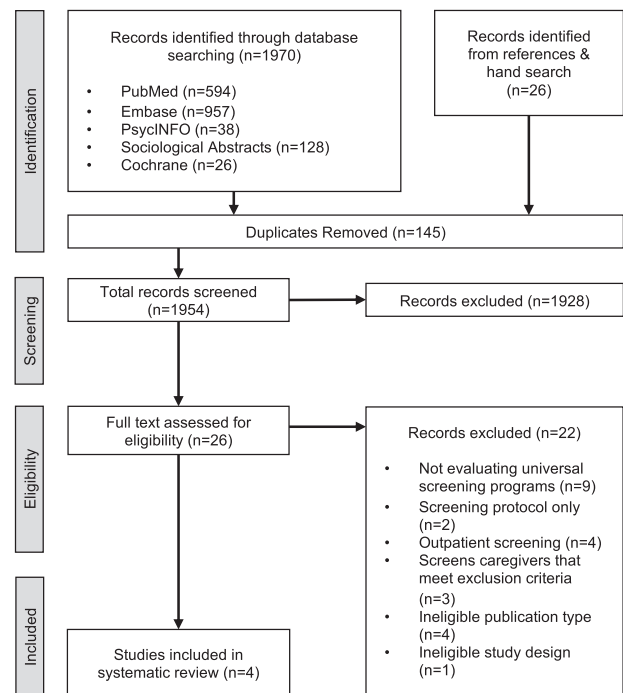 Identification
Records identified through database
searching (n=1970)
• PubMed (n=594)
• Embase (n=957)
• PsycINFO (n=38)
• Sociological Abstracts (n=128)
• Cochrane (n=26)
Records identified
from references &
hand search
(n=26)
Duplicates Removed (n=145)
Screening
Total records screened
(n=1954)
Records excluded (n=1928)
Eligibility
Full text assessed for
eligibility (n=26)
Records excluded (n=22)
• Not evaluating universal
screening programs (n=9)
• Screening protocol only
(n=2)
• Outpatient screening (n=4)
• Screens caregivers that
meet exclusion criteria
(n=3)
• Ineligible publication type
(n=4)
• Ineligible study design
(n=1)
Included
Studies included in
systematic review (n=4)